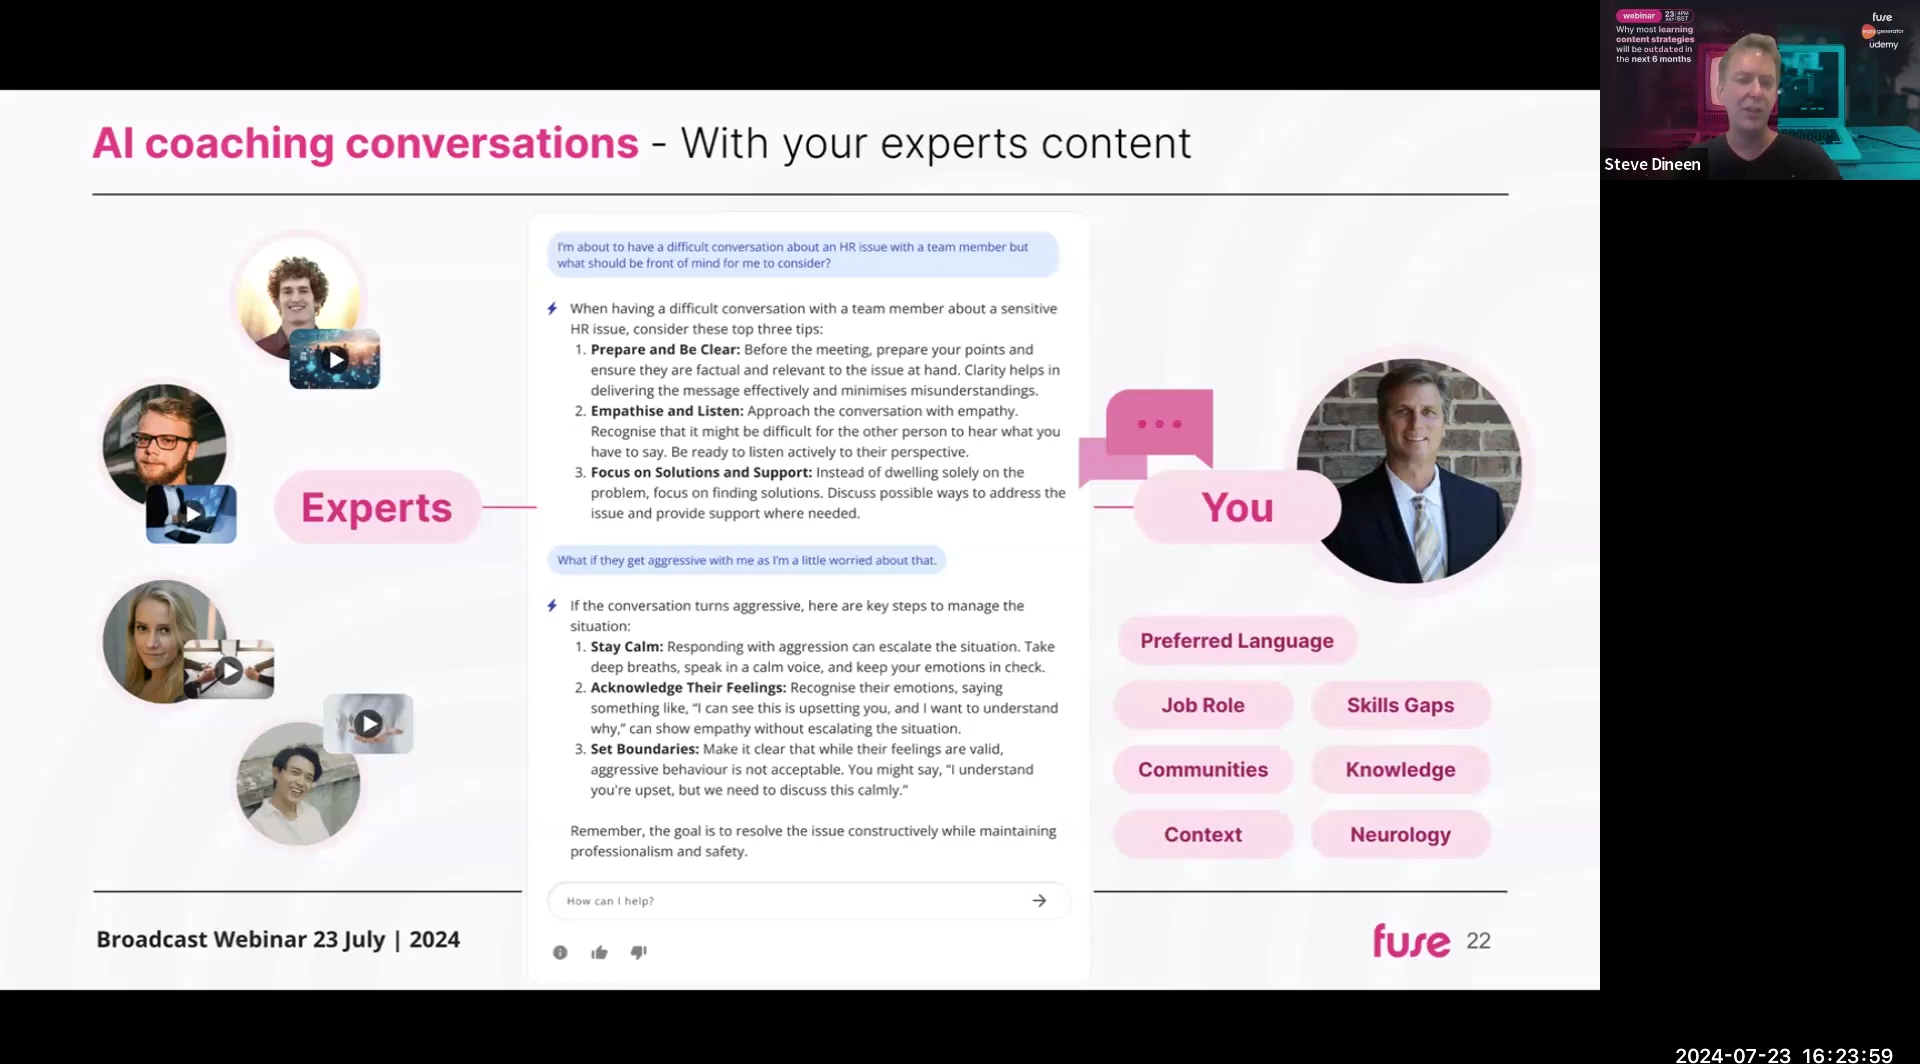 AI coaching conversations - With your experts content
I'm about to have a difficult conversation about an HR issue with a team member but
what should be front of mind for me to consider?
When having a difficult conversation with a team member about a sensitive
HR issue, consider these top three tips:
1. Prepare and Be Clear: Before the meeting, prepare your points and
ensure they are factual and relevant to the issue at hand. Clarity helps in
delivering the message effectively and minimises misunderstandings.
2. Empathise and Listen: Approach the conversation with empathy.
Recognise that it might be difficult for the other person to hear what you
have to say. Be ready to listen actively to their perspective.
3. Focus on Solutions and Support: Instead of dwelling solely on the
problem, focus on finding solutions. Discuss possible ways to address the
issue and provide support where needed.
What if they get aggressive with me as I'm a little worried about that.
If the conversation turns aggressive, here are key steps to manage the
situation:
1. Stay Calm: Responding with aggression can escalate the situation. Take
deep breaths, speak in a calm voice, and keep your emotions in check.
2. Acknowledge Their Feelings: Recognise their emotions, saying
something like, “I can see this is upsetting you, and I want to understand
why,” can show empathy without escalating the situation.
3. Set Boundaries: Make it clear that while their feelings are valid,
aggressive behaviour is not acceptable. You might say, “I understand
you're upset, but we need to discuss this calmly.”
Remember, the goal is to resolve the issue constructively while maintaining
professionalism and safety.
How can I help?
Experts
You
Preferred Language
Job Role
Skills Gaps
Communities
Knowledge
Context
Neurology
Broadcast Webinar 23 July | 2024
fuse 22
webinar
23
4PM
BST
Why most learning
content strategies
will be outdated in
the next 6 months
fuse
generator
udemy
Steve Dineen
2024-07-23 16:23:59